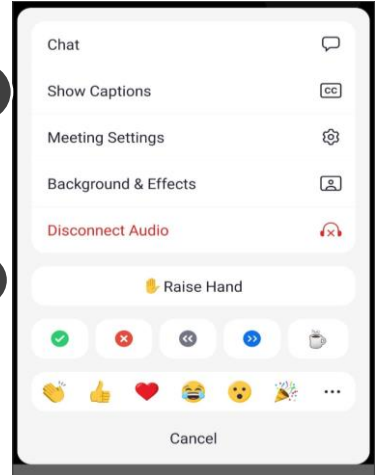 Chat
Show Captions
CC
Meeting Settings
Background & Effects
Disconnect Audio
Raise Hand
Cancel